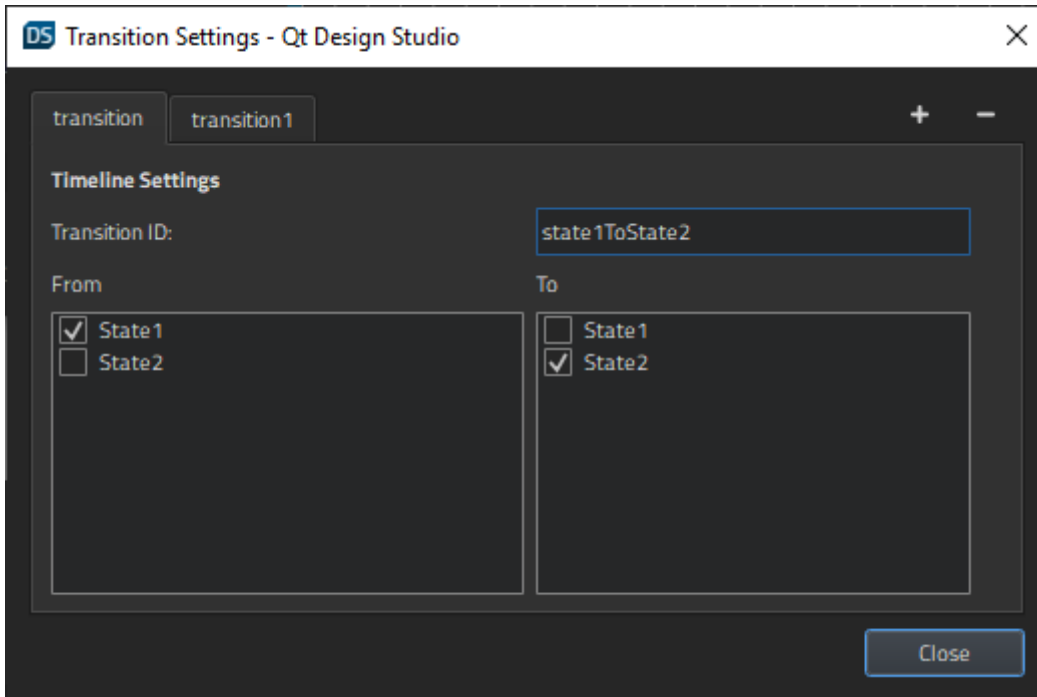 DS Transition Settings - Qt Design Studio
transition transition1
Timeline Settings
Transition ID: state1ToState2
From To
State1 State1
State2 State2
Close